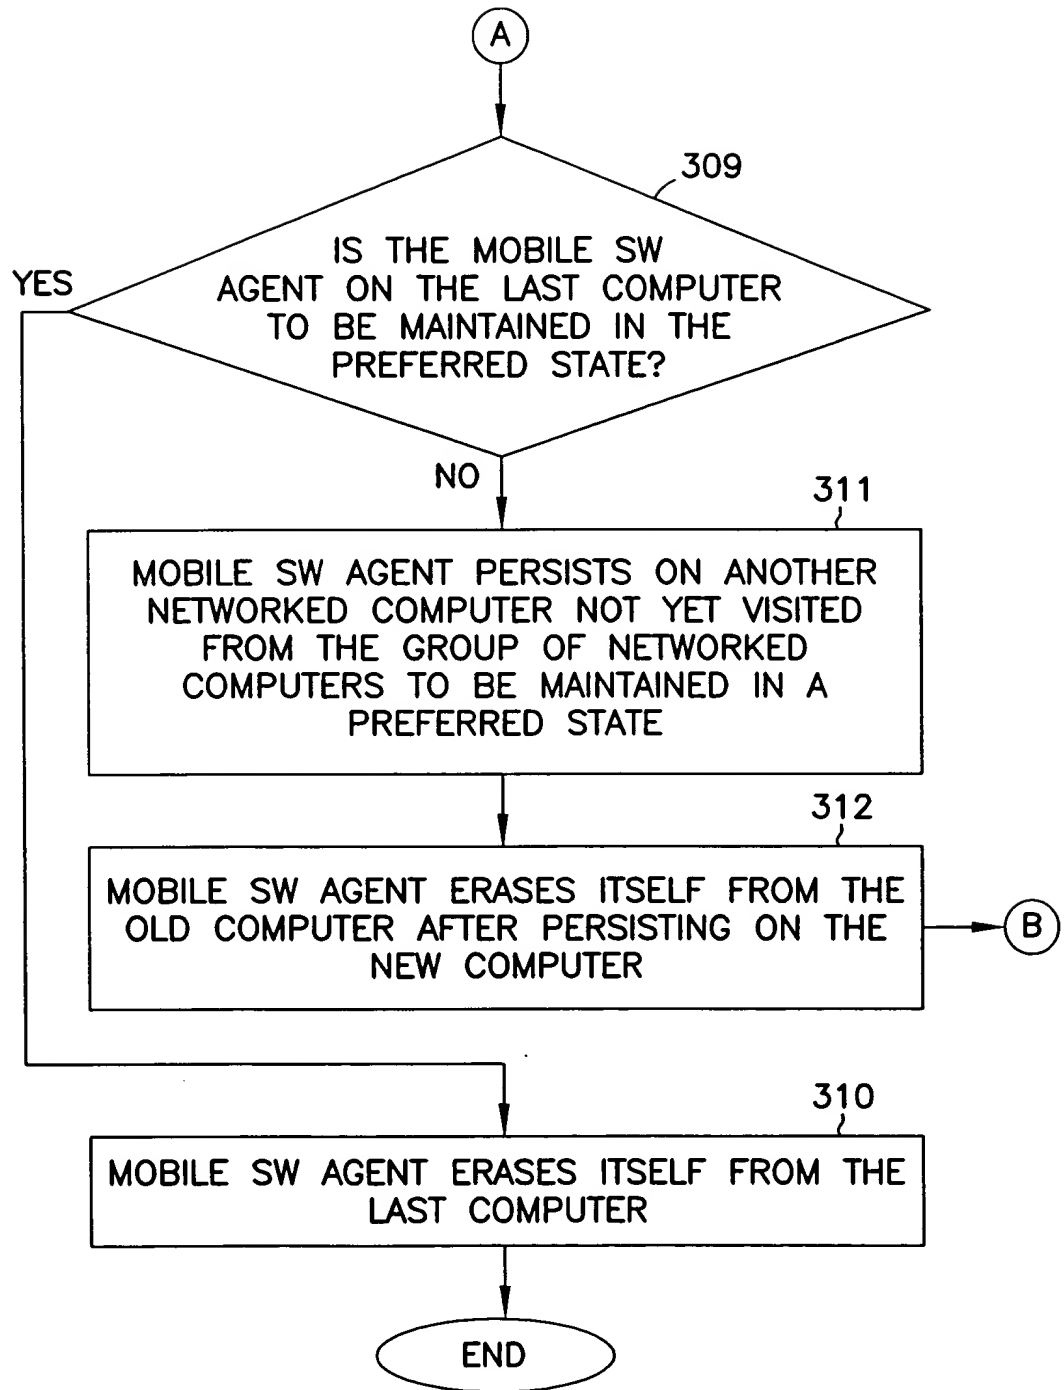 A
309
IS THE MOBILE SW
AGENT ON THE LAST COMPUTER
TO BE MAINTAINED IN THE
PREFERRED STATE?
YES
NO
311
MOBILE SW AGENT PERSISTS ON ANOTHER
NETWORKED COMPUTER NOT YET VISITED
FROM THE GROUP OF NETWORKED
COMPUTERS TO BE MAINTAINED IN A
PREFERRED STATE
312
MOBILE SW AGENT ERASES ITSELF FROM THE
OLD COMPUTER AFTER PERSISTING ON THE
NEW COMPUTER
B
310
MOBILE SW AGENT ERASES ITSELF FROM THE
LAST COMPUTER
END